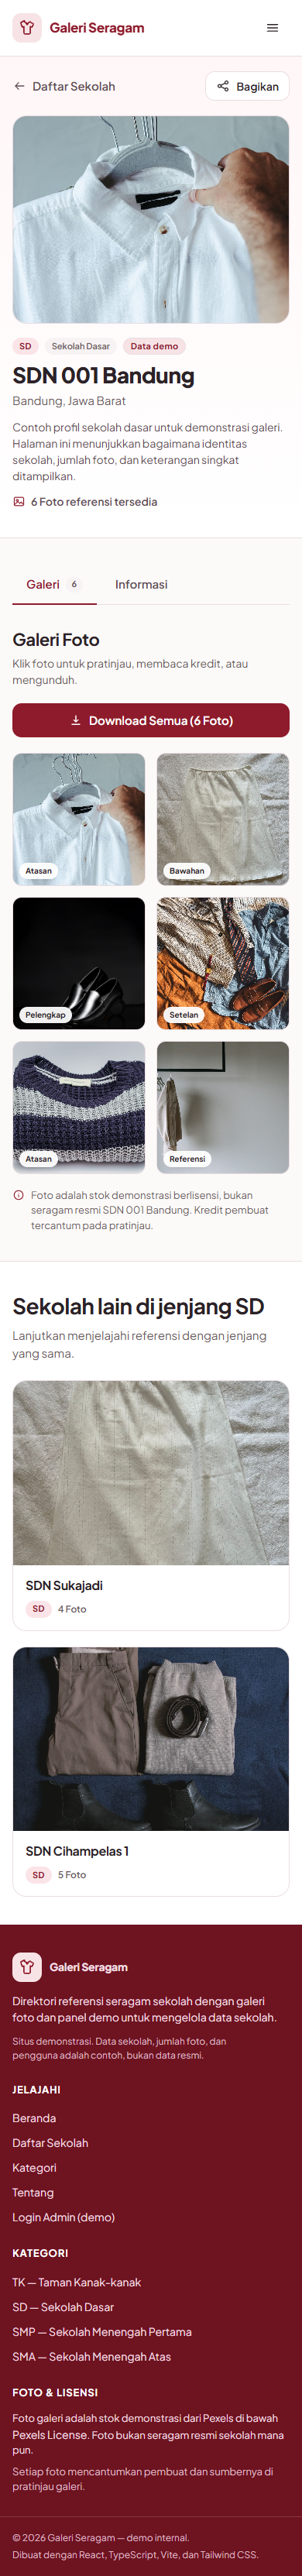 Galeri Seragam
Daftar Sekolah
Bagikan
SD
Sekolah Dasar
Data demo
SDN 001 Bandung
Bandung, Jawa Barat
Contoh profil sekolah dasar untuk demonstrasi galeri.
Halaman ini menunjukkan bagaimana identitas
sekolah, jumlah foto, dan keterangan singkat
ditampilkan.
6 Foto referensi tersedia
Galeri 6
Informasi
Galeri Foto
Klik foto untuk pratinjau, membaca kredit, atau
mengunduh.
Download Semua (6 Foto)
Atasan
Bawahan
Pelengkap
Setelan
Atasan
Referensi
Foto adalah stok demonstrasi berlisensi, bukan
seragam resmi SDN 001 Bandung. Kredit pembuat
tercantum pada pratinjau.
Sekolah lain di jenjang SD
Lanjutkan menjelajahi referensi dengan jenjang
yang sama.
SDN Sukajadi
SD
4 Foto
SDN Cihampelas 1
SD
5 Foto
Galeri Seragam
Direktori referensi seragam sekolah dengan galeri
foto dan panel demo untuk mengelola data sekolah.
Situs demonstrasi. Data sekolah, jumlah foto, dan
pengguna adalah contoh, bukan data resmi.
JELAJAHI
Beranda
Daftar Sekolah
Kategori
Tentang
Login Admin (demo)
KATEGORI
TK — Taman Kanak-kanak
SD — Sekolah Dasar
SMP — Sekolah Menengah Pertama
SMA — Sekolah Menengah Atas
FOTO & LISENSI
Foto galeri adalah stok demonstrasi dari Pexels di bawah
Pexels License. Foto bukan seragam resmi sekolah mana
pun.
Setiap foto mencantumkan pembuat dan sumbernya di
pratinjau galeri.
© 2026 Galeri Seragam — demo internal.
Dibuat dengan React, TypeScript, Vite, dan Tailwind CSS.